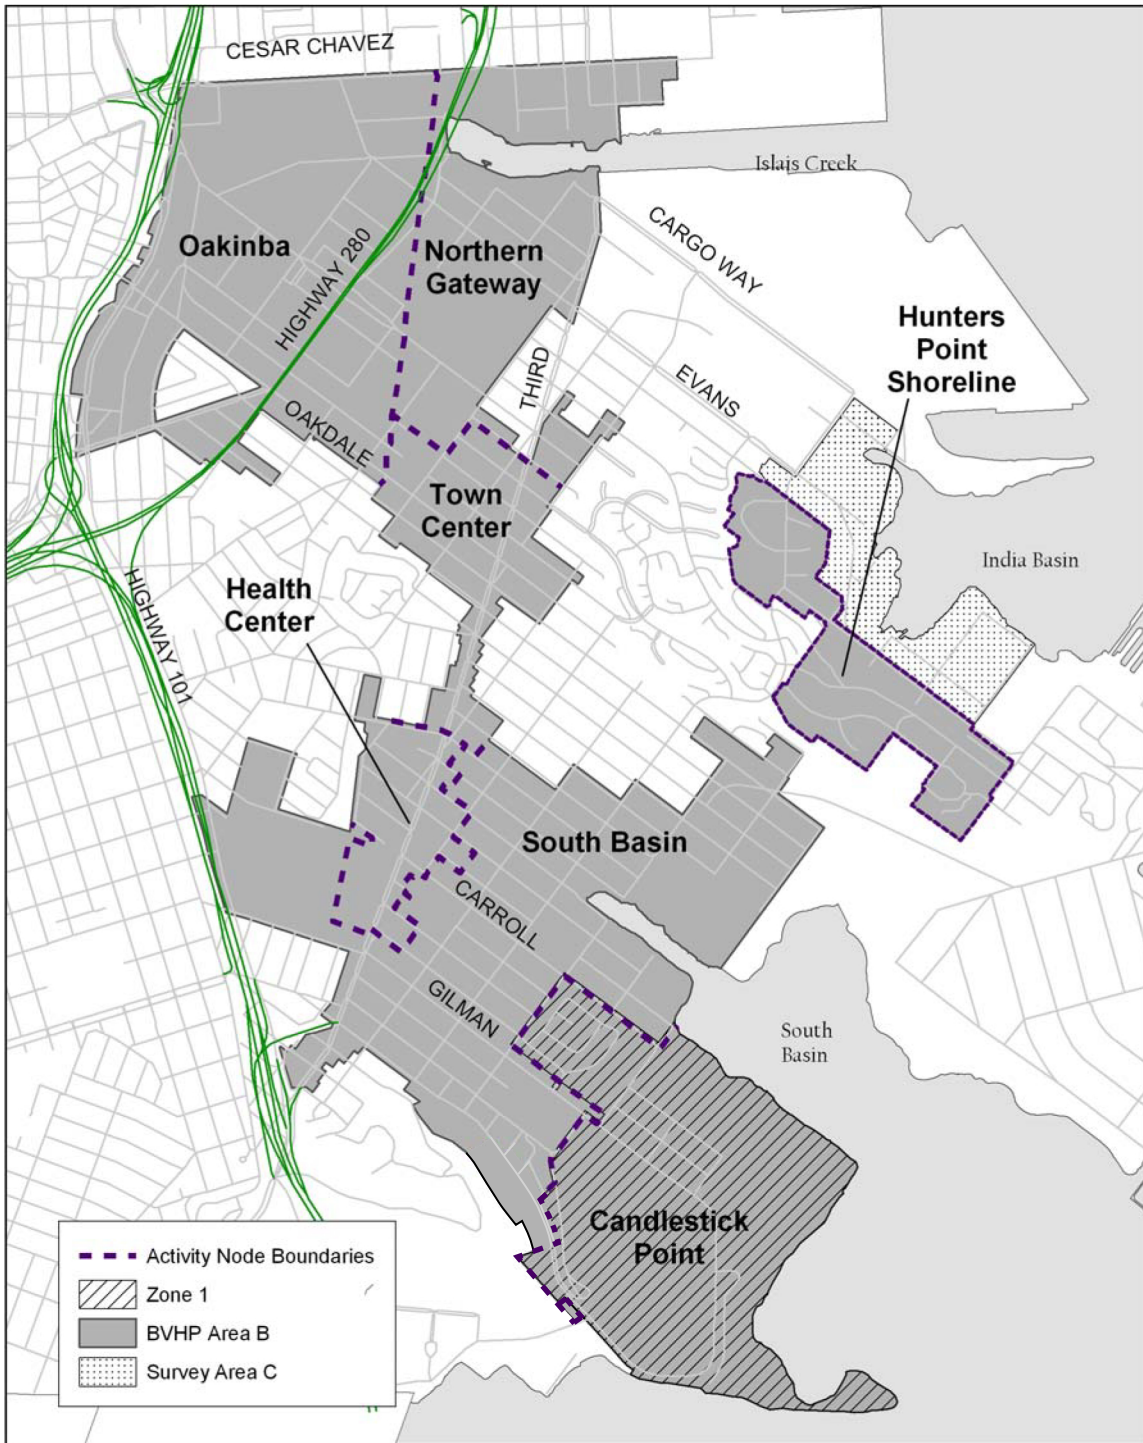 CESAR CHAVEZ
Islais Creek
CARGO WAY
Oakinba
HIGHWAY 280
Northern
Gateway
Hunters
Point
Shoreline
THIRD
EVANS
OAKDALE
Town
Center
India Basin
HIGHWAY 101
Health
Center
South Basin
CARROLL
GILMAN
South
Basin
Candlestick
Point
Activity Node Boundaries
Zone 1
BVHP Area B
Survey Area C